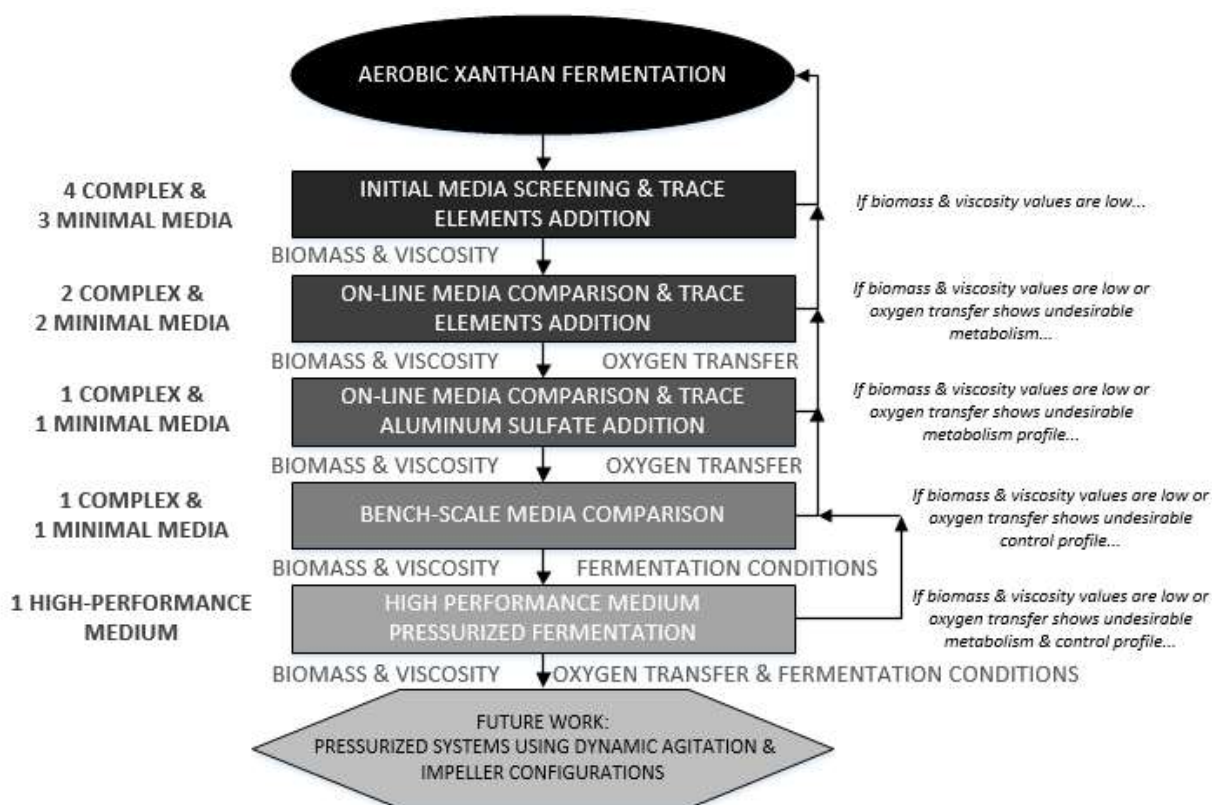 AEROBIC XANTHAN FERMENTATION
4 COMPLEX &
3 MINIMAL MEDIA
INITIAL MEDIA SCREENING & TRACE
ELEMENTS ADDITION
If biomass & viscosity values are low...
BIOMASS & VISCOSITY
2 COMPLEX &
2 MINIMAL MEDIA
ON-LINE MEDIA COMPARISON & TRACE
ELEMENTS ADDITION
If biomass & viscosity values are low or
oxygen transfer shows undesirable
metabolism...
BIOMASS & VISCOSITY
OXYGEN TRANSFER
1 COMPLEX &
1 MINIMAL MEDIA
ON-LINE MEDIA COMPARISON & TRACE
ALUMINUM SULFATE ADDITION
If biomass & viscosity values are low or
oxygen transfer shows undesirable
metabolism profile...
BIOMASS & VISCOSITY
OXYGEN TRANSFER
1 COMPLEX &
1 MINIMAL MEDIA
BENCH-SCALE MEDIA COMPARISON
If biomass & viscosity values are low or
oxygen transfer shows undesirable
control profile...
BIOMASS & VISCOSITY
FERMENTATION CONDITIONS
1 HIGH-PERFORMANCE
MEDIUM
HIGH PERFORMANCE MEDIUM
PRESSURIZED FERMENTATION
If biomass & viscosity values are low or
oxygen transfer shows undesirable
metabolism & control profile...
BIOMASS & VISCOSITY
OXYGEN TRANSFER & FERMENTATION CONDITIONS
FUTURE WORK:
PRESSURIZED SYSTEMS USING DYNAMIC AGITATION &
IMPELLER CONFIGURATIONS